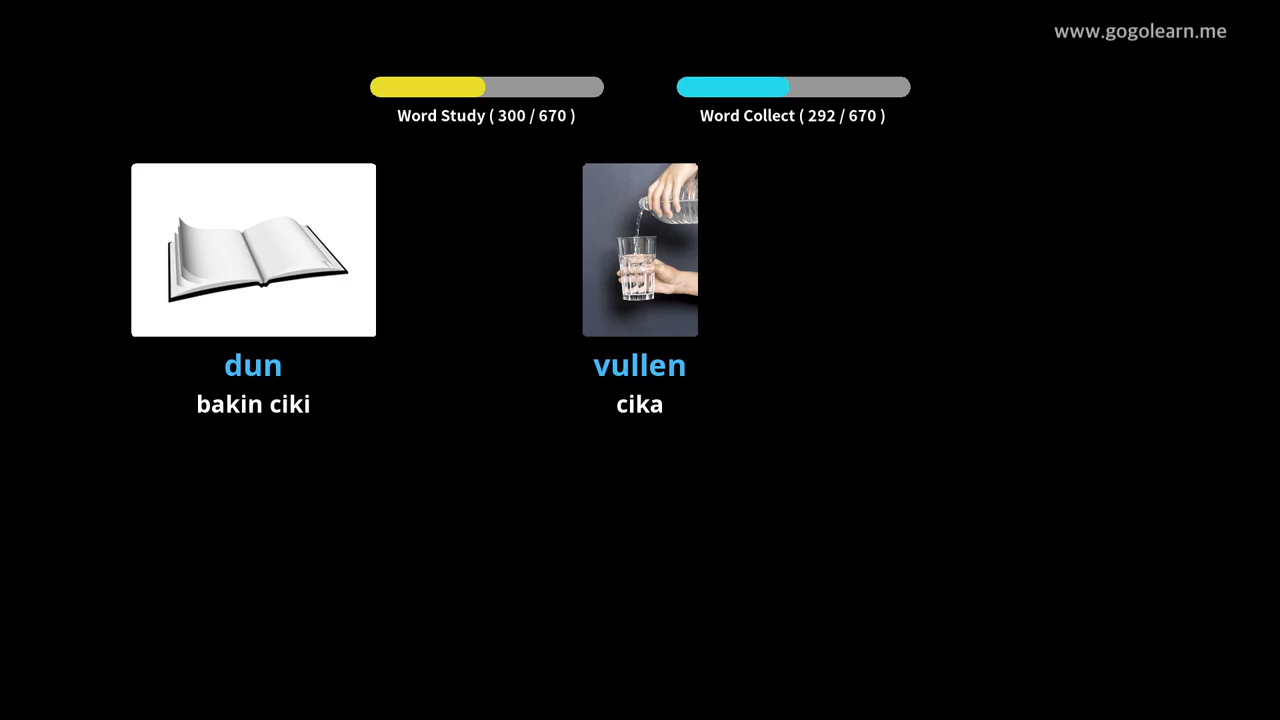 www.gogolearn.me
Word Study ( 300 / 670 )
Word Collect ( 292 / 670 )
dun
bakin ciki
vullen
cika